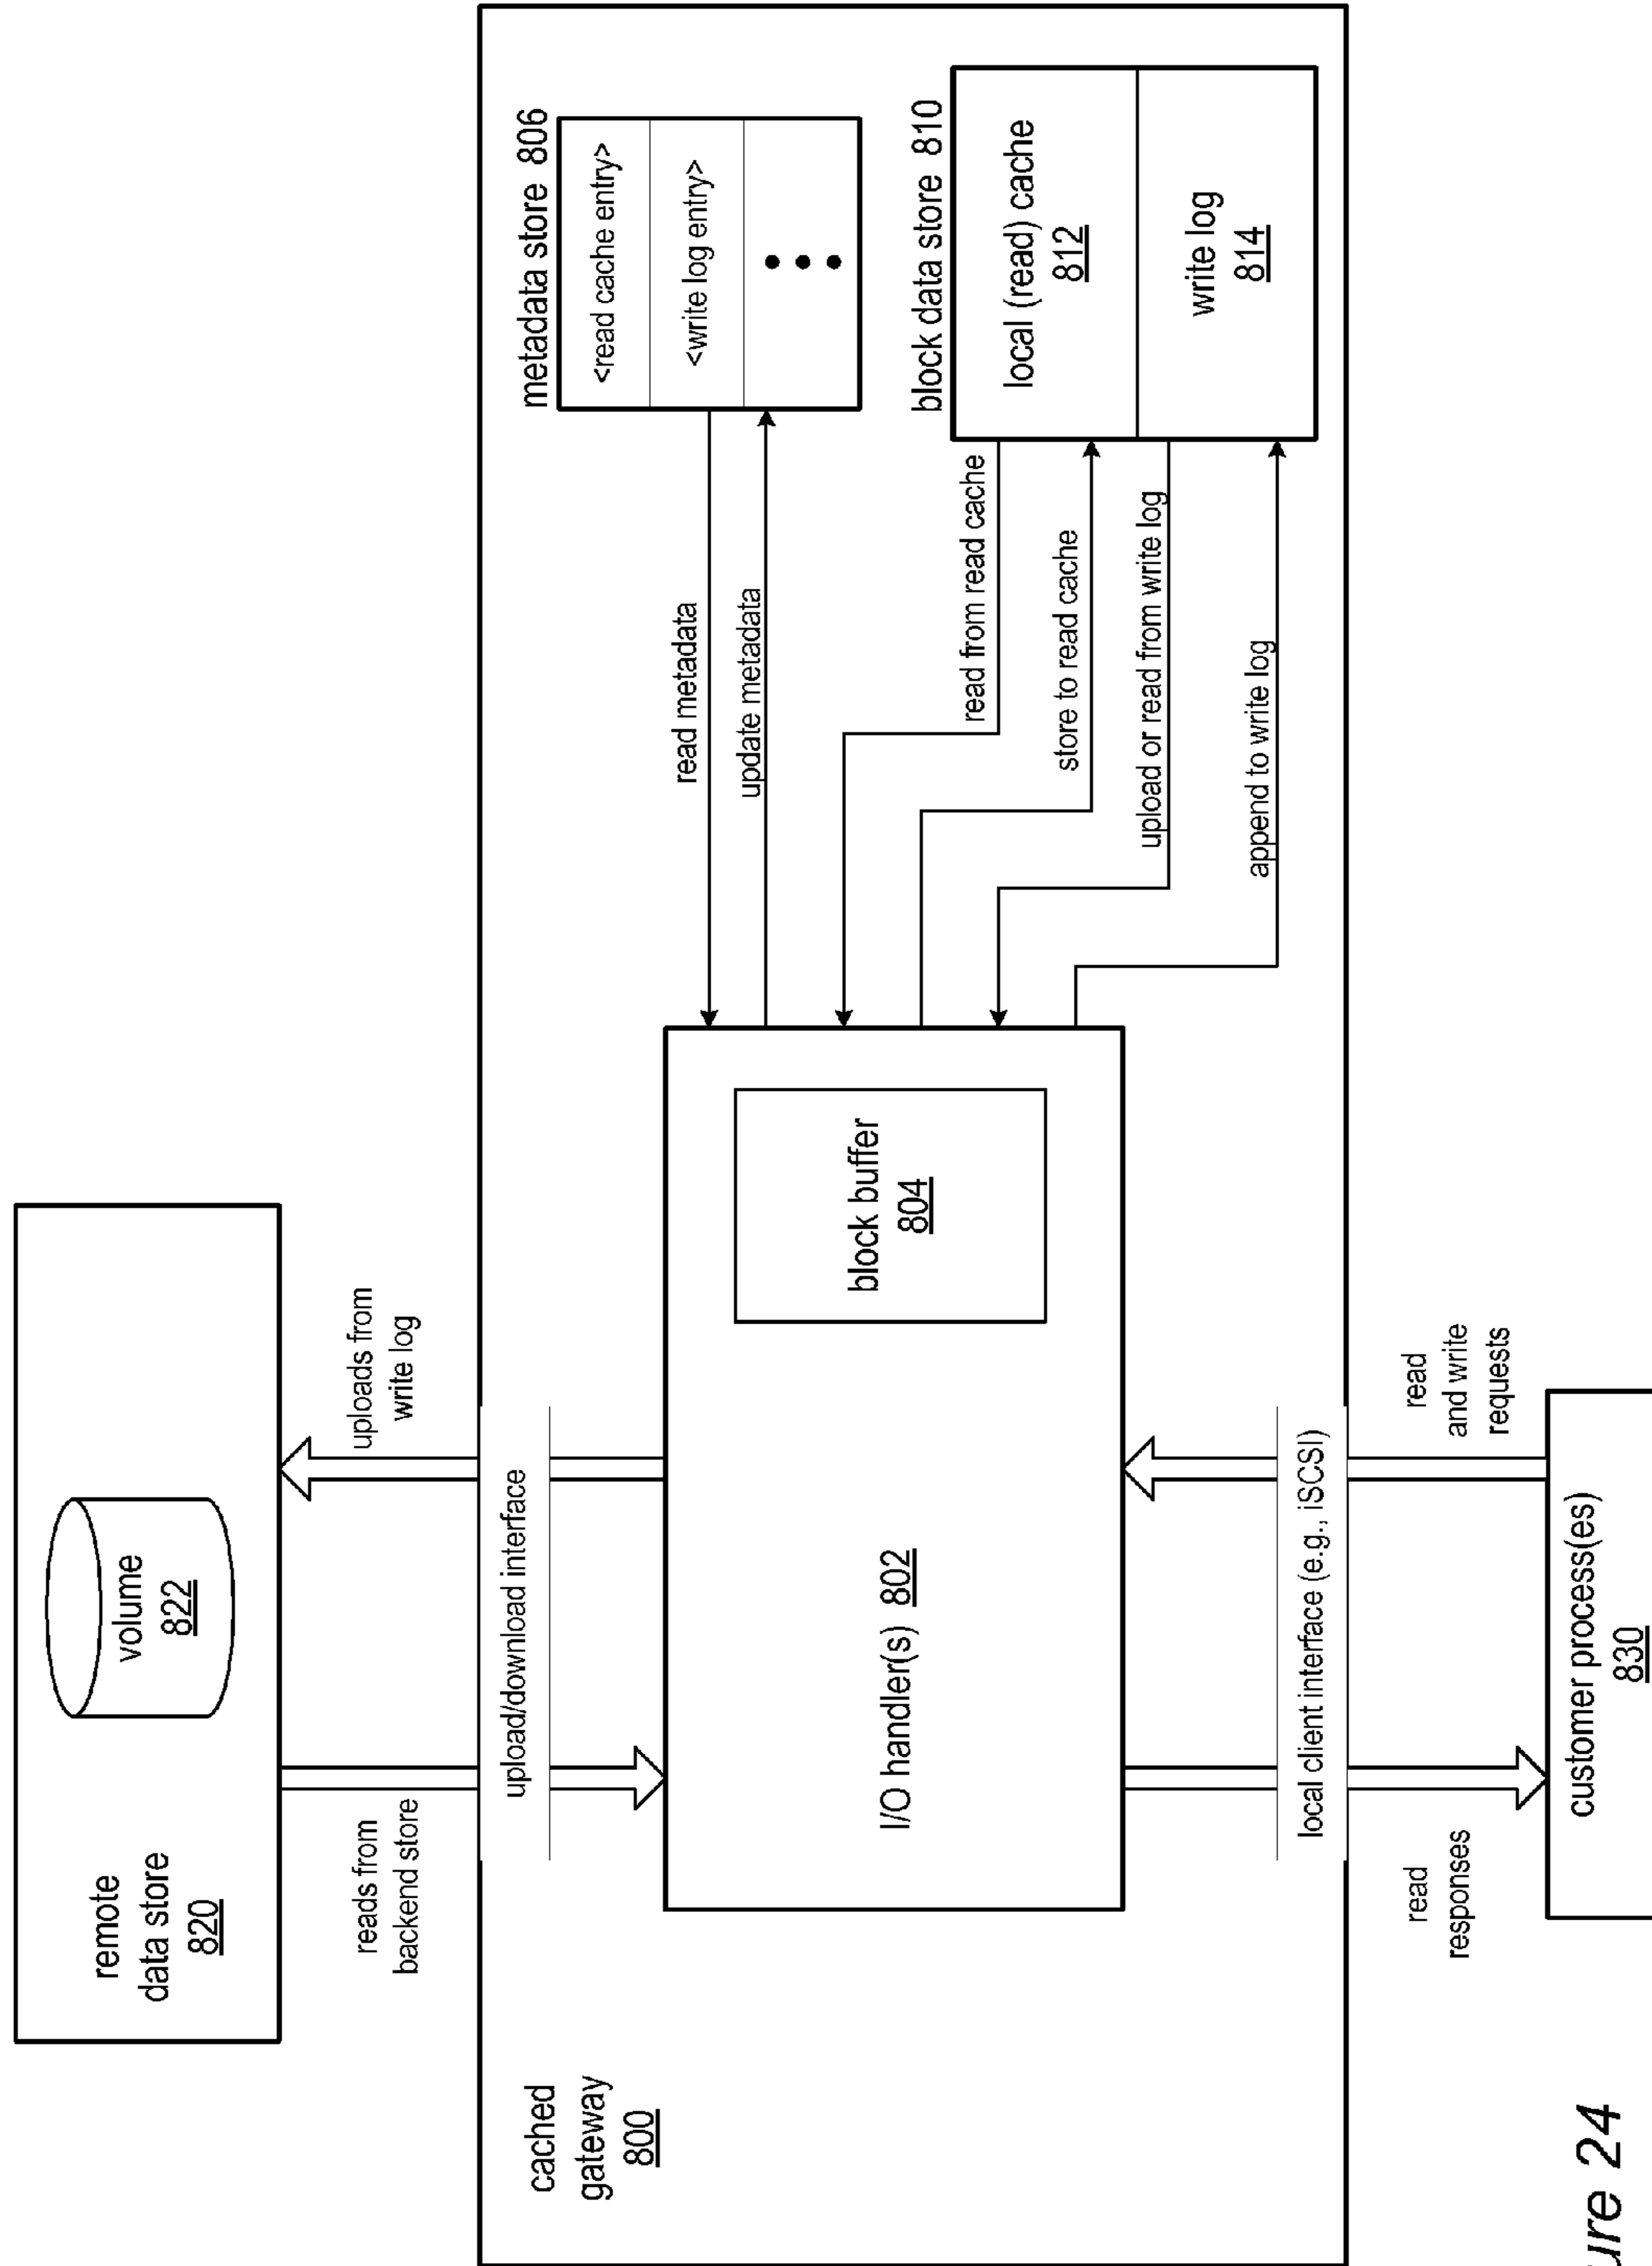 remote
data store
820
volume
822
reads from
backend store
uploads from
write log
cached
gateway
800
upload/download interface
I/O handler(s) 802
block buffer
804
local client interface (e.g., iSCSI)
read metadata
update metadata
read from read cache
store to read cache
upload or read from write log
append to write log
metadata store 806
<read cache entry>
<write log entry>
block data store 810
local (read) cache
812
write log
814
read
responses
read
and write
requests
customer process(es)
830
ure 24